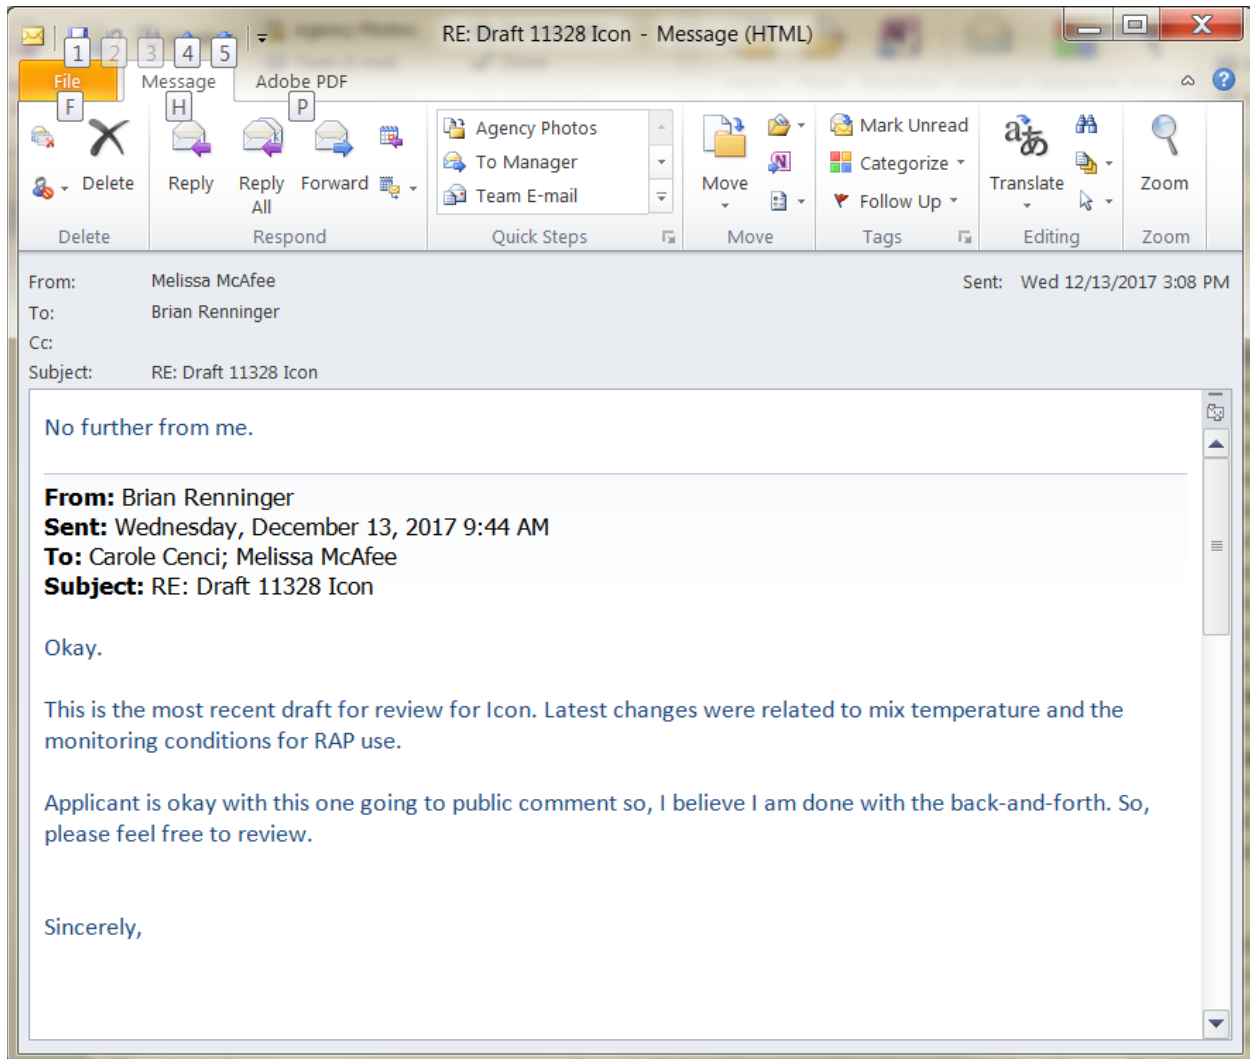 RE: Draft 11328 Icon - Message (HTML)
1 2 3 4 5
File Message Adobe PDF
F H P
Delete Reply Reply All Forward
Agency Photos
To Manager
Team E-mail
Move
Mark Unread
Categorize
Follow Up
Translate
Zoom
Delete Respond Quick Steps Move Tags Editing Zoom
From: Melissa McAfee Sent: Wed 12/13/2017 3:08 PM
To: Brian Renninger
Cc:
Subject: RE: Draft 11328 Icon
No further from me.
From: Brian Renninger
Sent: Wednesday, December 13, 2017 9:44 AM
To: Carole Cenci; Melissa McAfee
Subject: RE: Draft 11328 Icon
Okay.
This is the most recent draft for review for Icon. Latest changes were related to mix temperature and the
monitoring conditions for RAP use.
Applicant is okay with this one going to public comment so, I believe I am done with the back-and-forth. So,
please feel free to review.
Sincerely,